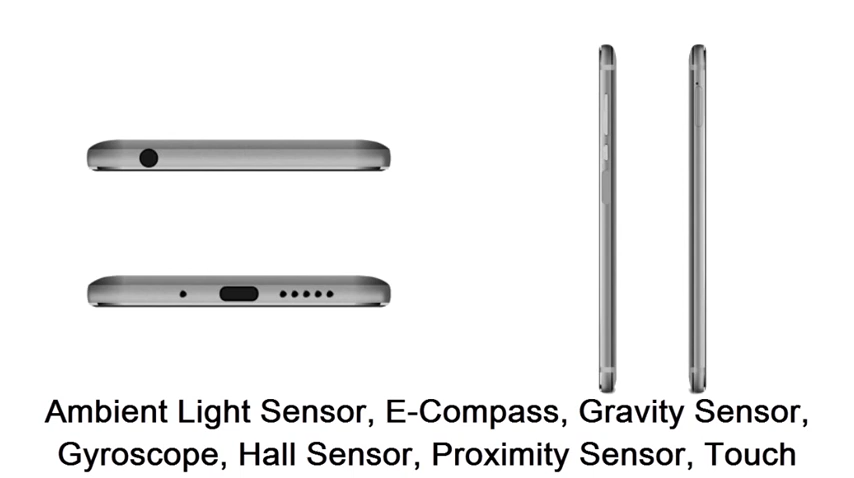 Ambient Light Sensor, E-Compass, Gravity Sensor,
Gyroscope, Hall Sensor, Proximity Sensor, Touch